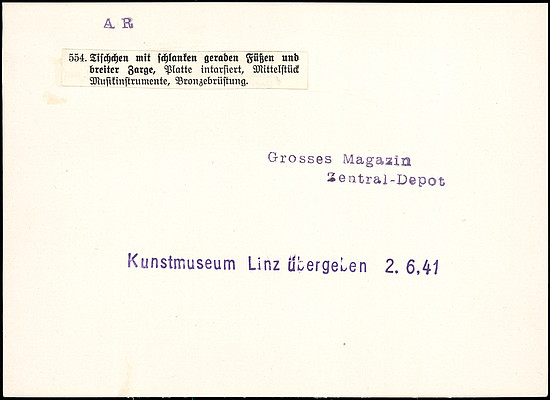 A R
554. Tischchen mit schlanken geraden Füßen und
breiter Zarge, Platte intarsiert, Mittelstück
Musikinstrumente, Bronzebrüstung.
Grosses Magazin
Zentral-Depot
Kunstmuseum Linz übergeben 2. 6. 41